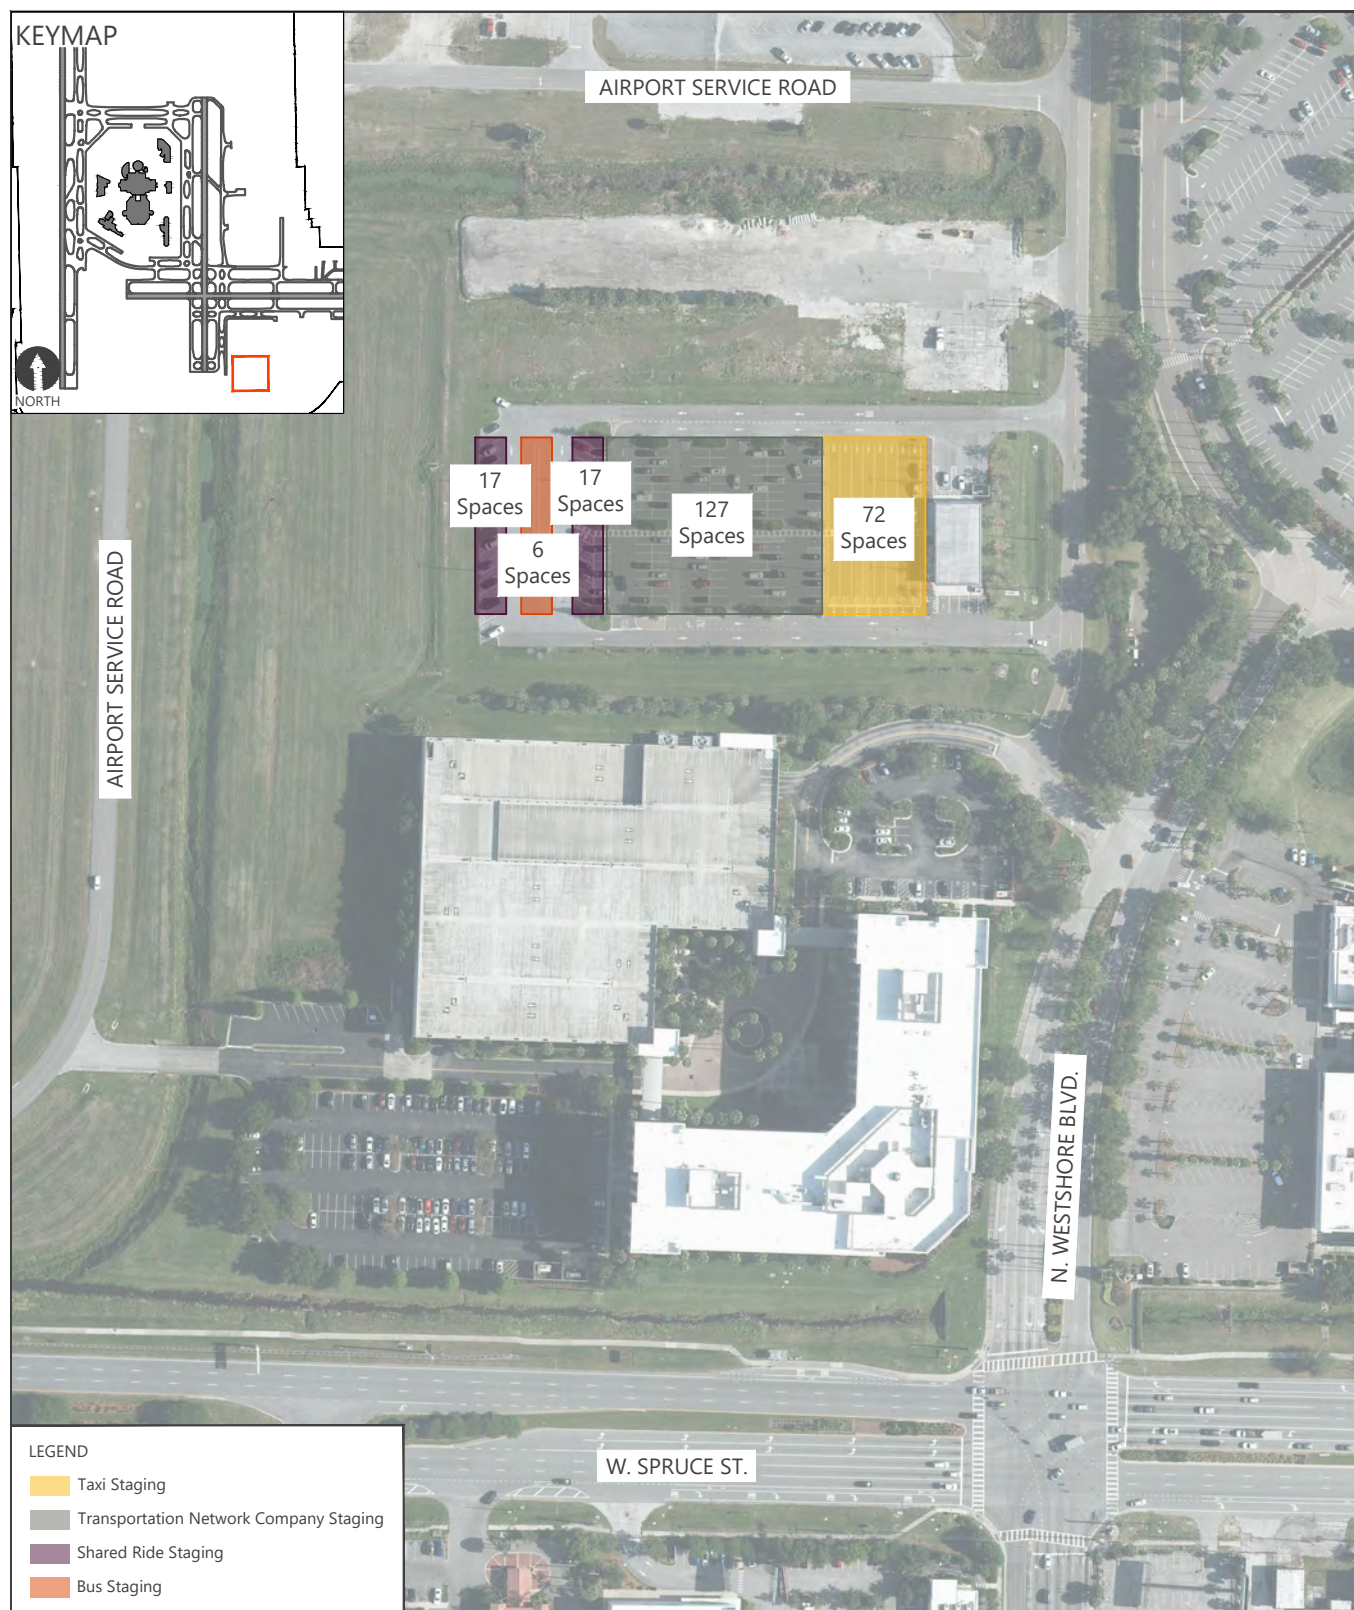 KEYMAP
NORTH
AIRPORT SERVICE ROAD
17
Spaces
6
Spaces
17
Spaces
127
Spaces
72
Spaces
AIRPORT SERVICE ROAD
N. WESTSHORE BLVD.
W. SPRUCE ST.
LEGEND
Taxi Staging
Transportation Network Company Staging
Shared Ride Staging
Bus Staging